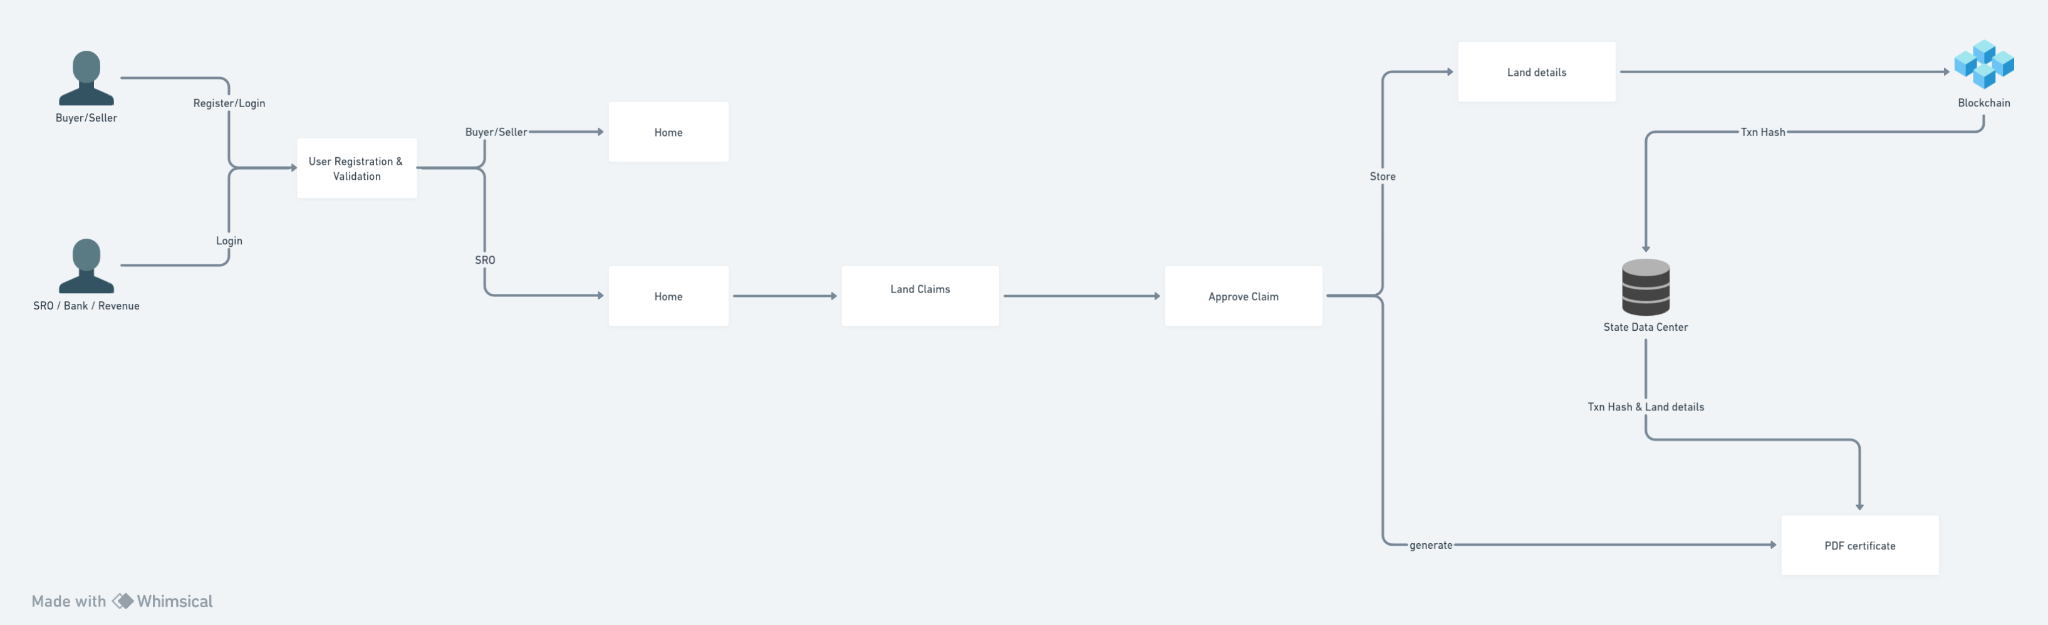 Buyer/Seller
Register/Login
User Registration &
Validation
Login
SRO / Bank / Revenue
Buyer/Seller
Home
SRO
Home
Land Claims
Approve Claim
Store
Land details
Blockchain
Txn Hash
State Data Center
Txn Hash & Land details
generate
PDF certificate
Made with Whimsical